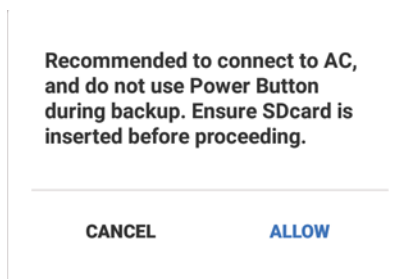 Recommended to connect to AC,
and do not use Power Button
during backup. Ensure SDcard is
inserted before proceeding.
CANCEL ALLOW